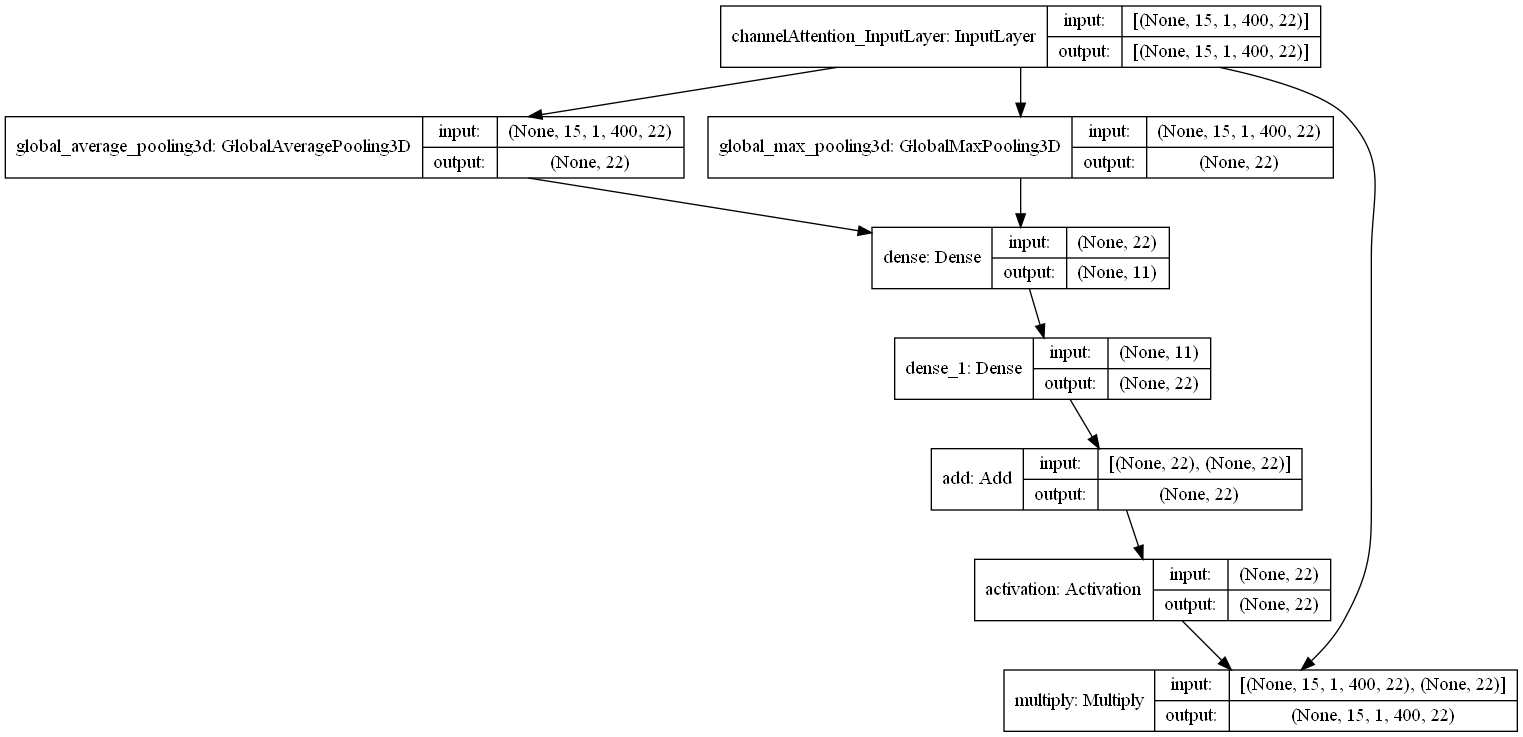 channelAttention_InputLayer: InputLayer
input:
[(None, 15, 1, 400, 22)]
output:
[(None, 15, 1, 400, 22)]
global_average_pooling3d: GlobalAveragePooling3D
input:
(None, 15, 1, 400, 22)
output:
(None, 22)
global_max_pooling3d: GlobalMaxPooling3D
input:
(None, 15, 1, 400, 22)
output:
(None, 22)
dense: Dense
input:
(None, 22)
output:
(None, 11)
dense_1: Dense
input:
(None, 11)
output:
(None, 22)
add: Add
input:
[(None, 22), (None, 22)]
output:
(None, 22)
activation: Activation
input:
(None, 22)
output:
(None, 22)
multiply: Multiply
input:
[(None, 15, 1, 400, 22), (None, 22)]
output:
(None, 15, 1, 400, 22)